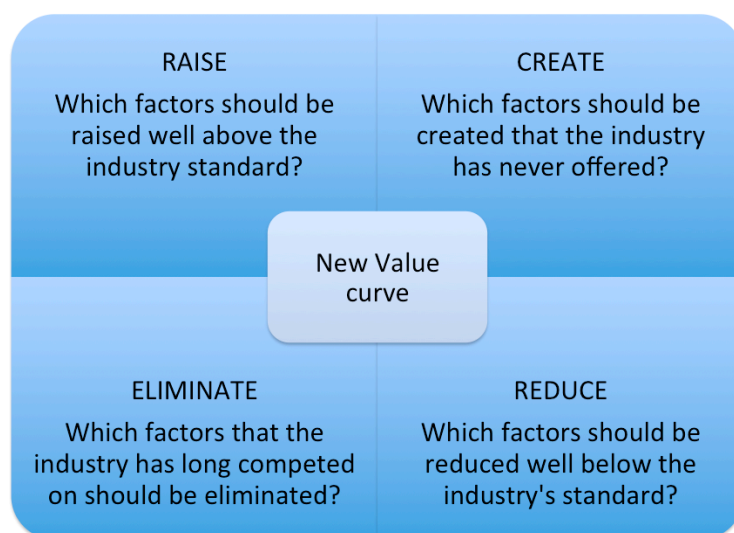 RAISE
Which factors should be
raised well above the
industry standard?
CREATE
Which factors should be
created that the industry
has never offered?
New Value
curve
ELIMINATE
Which factors that the
industry has long competed
on should be eliminated?
REDUCE
Which factors should be
reduced well below the
industry's standard?